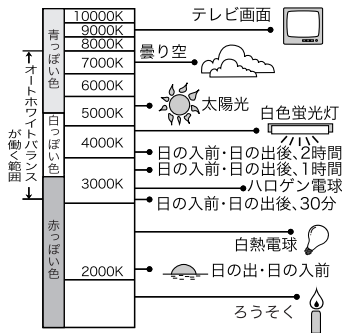 10000K
9000K
8000K
7000K
6000K
5000K
4000K
3000K
2000K
青っぽい色
白っぽい色
赤っぽい色
オートホワイトバランス
が働く範囲
テレビ画面
曇り空
太陽光
白色蛍光灯
日の入前・日の出後、2時間
日の入前・日の出後、1時間
ハロゲン電球
日の入前・日の出後、30分
白熱電球
日の出・日の入前
ろうそく